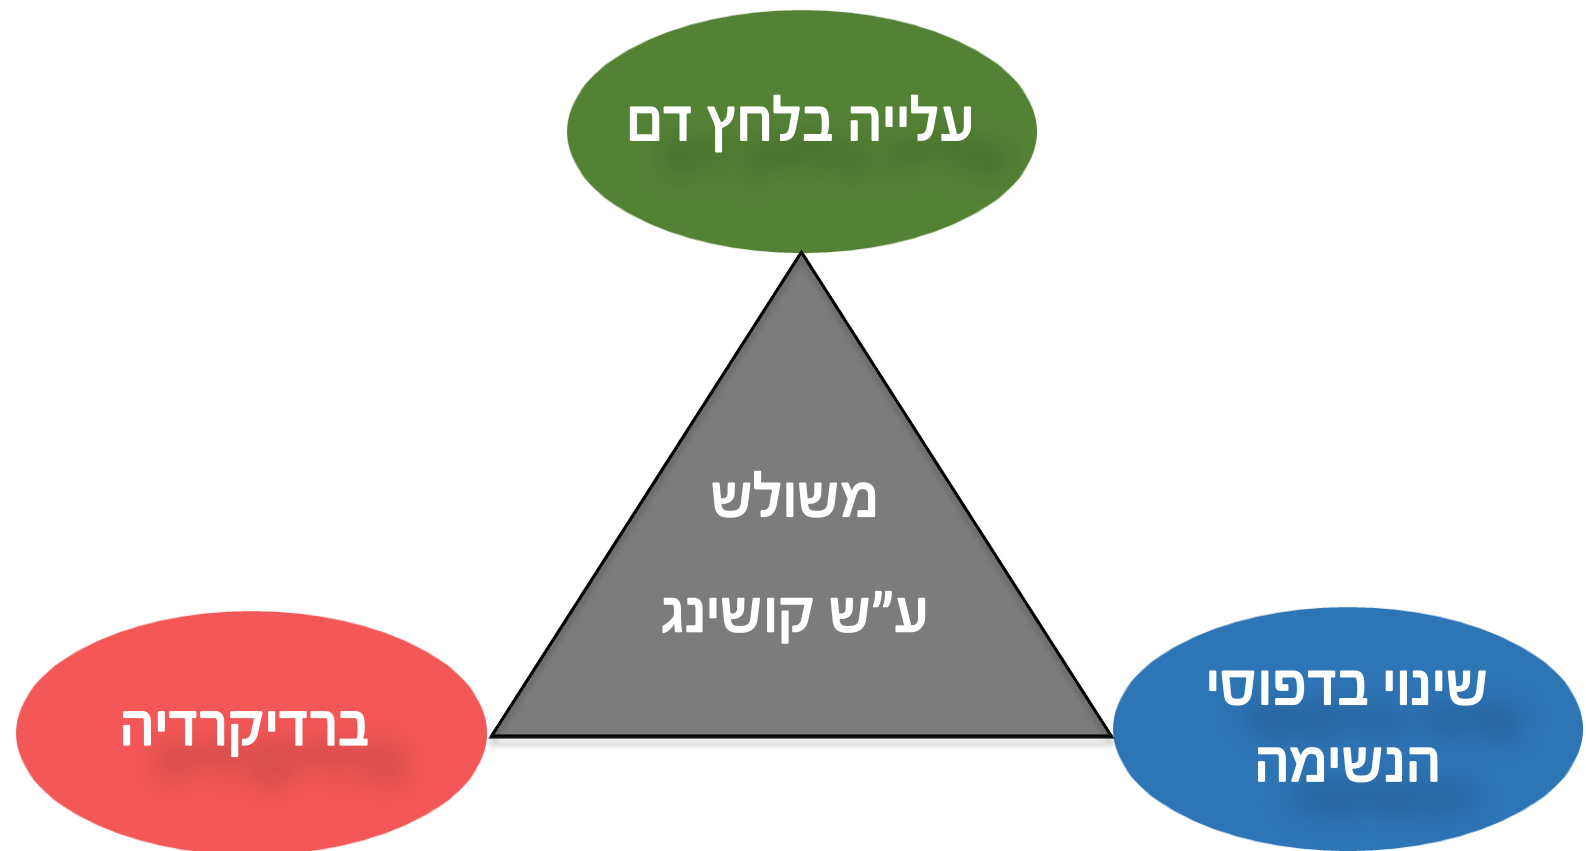 עלייה בלחץ דם
משולש
ע״ש קושינג
שינוי בדפוסי
הנשימה
ברדיקרדיה